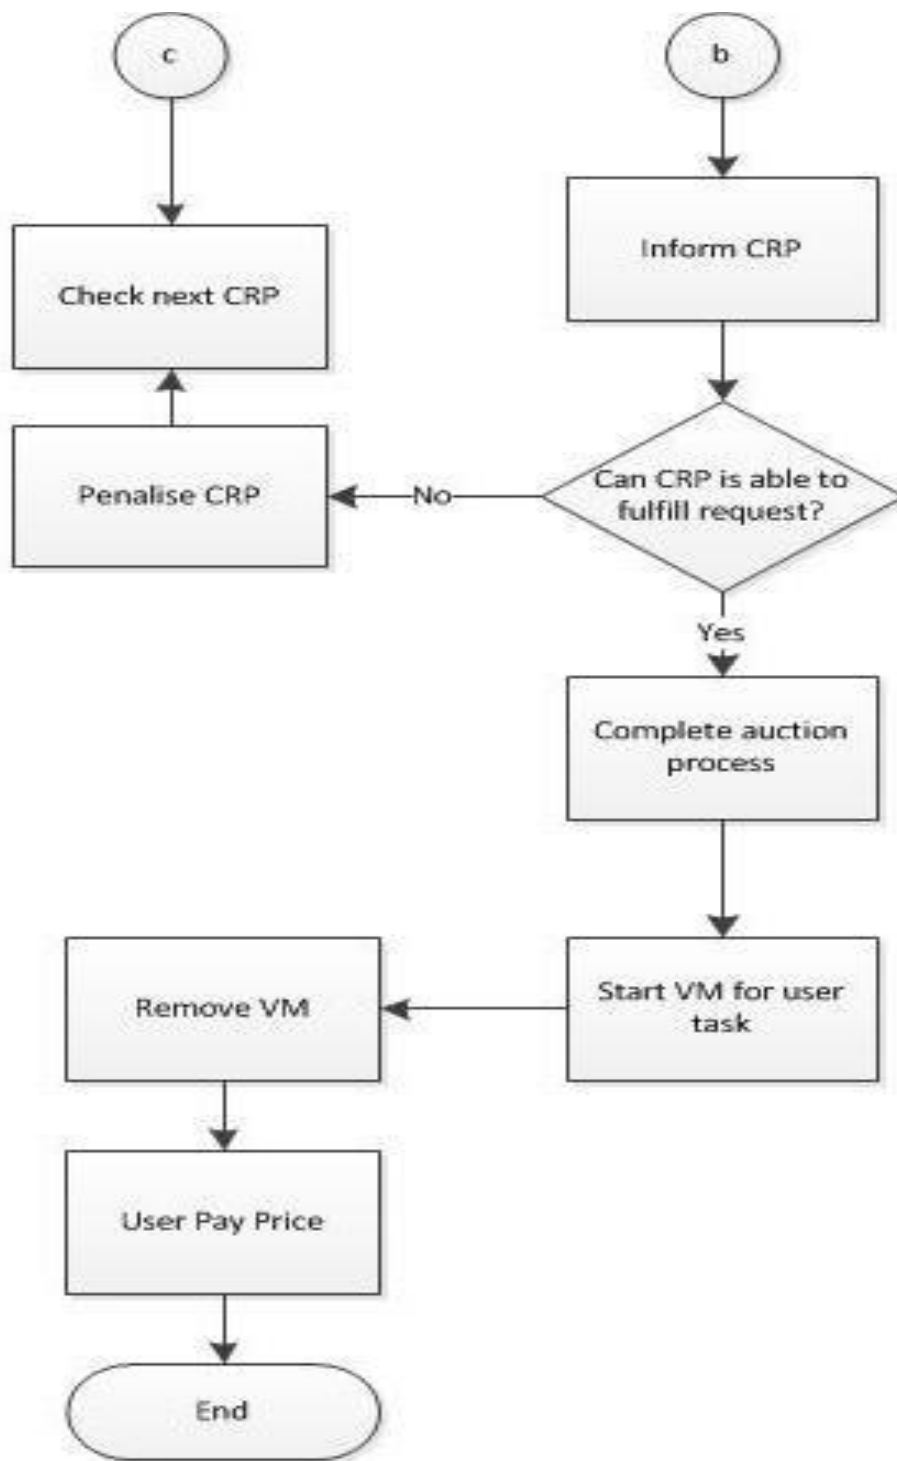 c
b
Inform CRP
Check next CRP
Can CRP is able to
fulfill request?
No
Penalise CRP
Yes
Complete auction
process
Start VM for user
task
Remove VM
User Pay Price
End